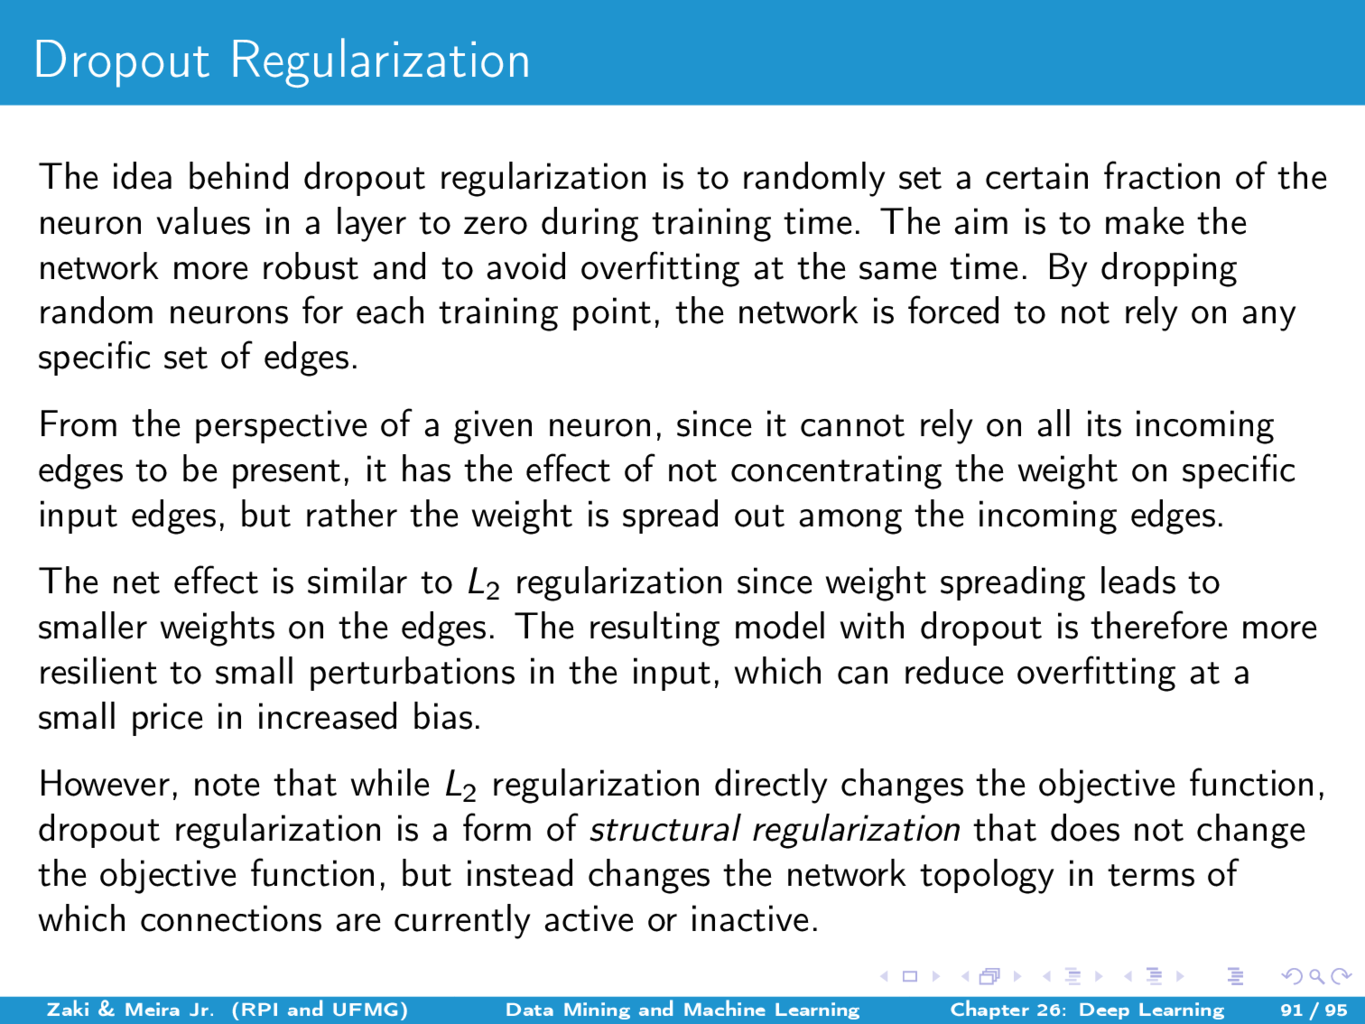 Dropout Regularization
The idea behind dropout regularization is to randomly set a certain fraction of the
neuron values in a layer to zero during training time. The aim is to make the
network more robust and to avoid overfitting at the same time. By dropping
random neurons for each training point, the network is forced to not rely on any
specific set of edges.
From the perspective of a given neuron, since it cannot rely on all its incoming
edges to be present, it has the effect of not concentrating the weight on specific
input edges, but rather the weight is spread out among the incoming edges.
The net effect is similar to L₂ regularization since weight spreading leads to
smaller weights on the edges. The resulting model with dropout is therefore more
resilient to small perturbations in the input, which can reduce overfitting at a
small price in increased bias.
However, note that while L₂ regularization directly changes the objective function,
dropout regularization is a form of structural regularization that does not change
the objective function, but instead changes the network topology in terms of
which connections are currently active or inactive.
Zaki & Meira Jr. (RPI and UFMG) Data Mining and Machine Learning Chapter 26: Deep Learning 91 / 95